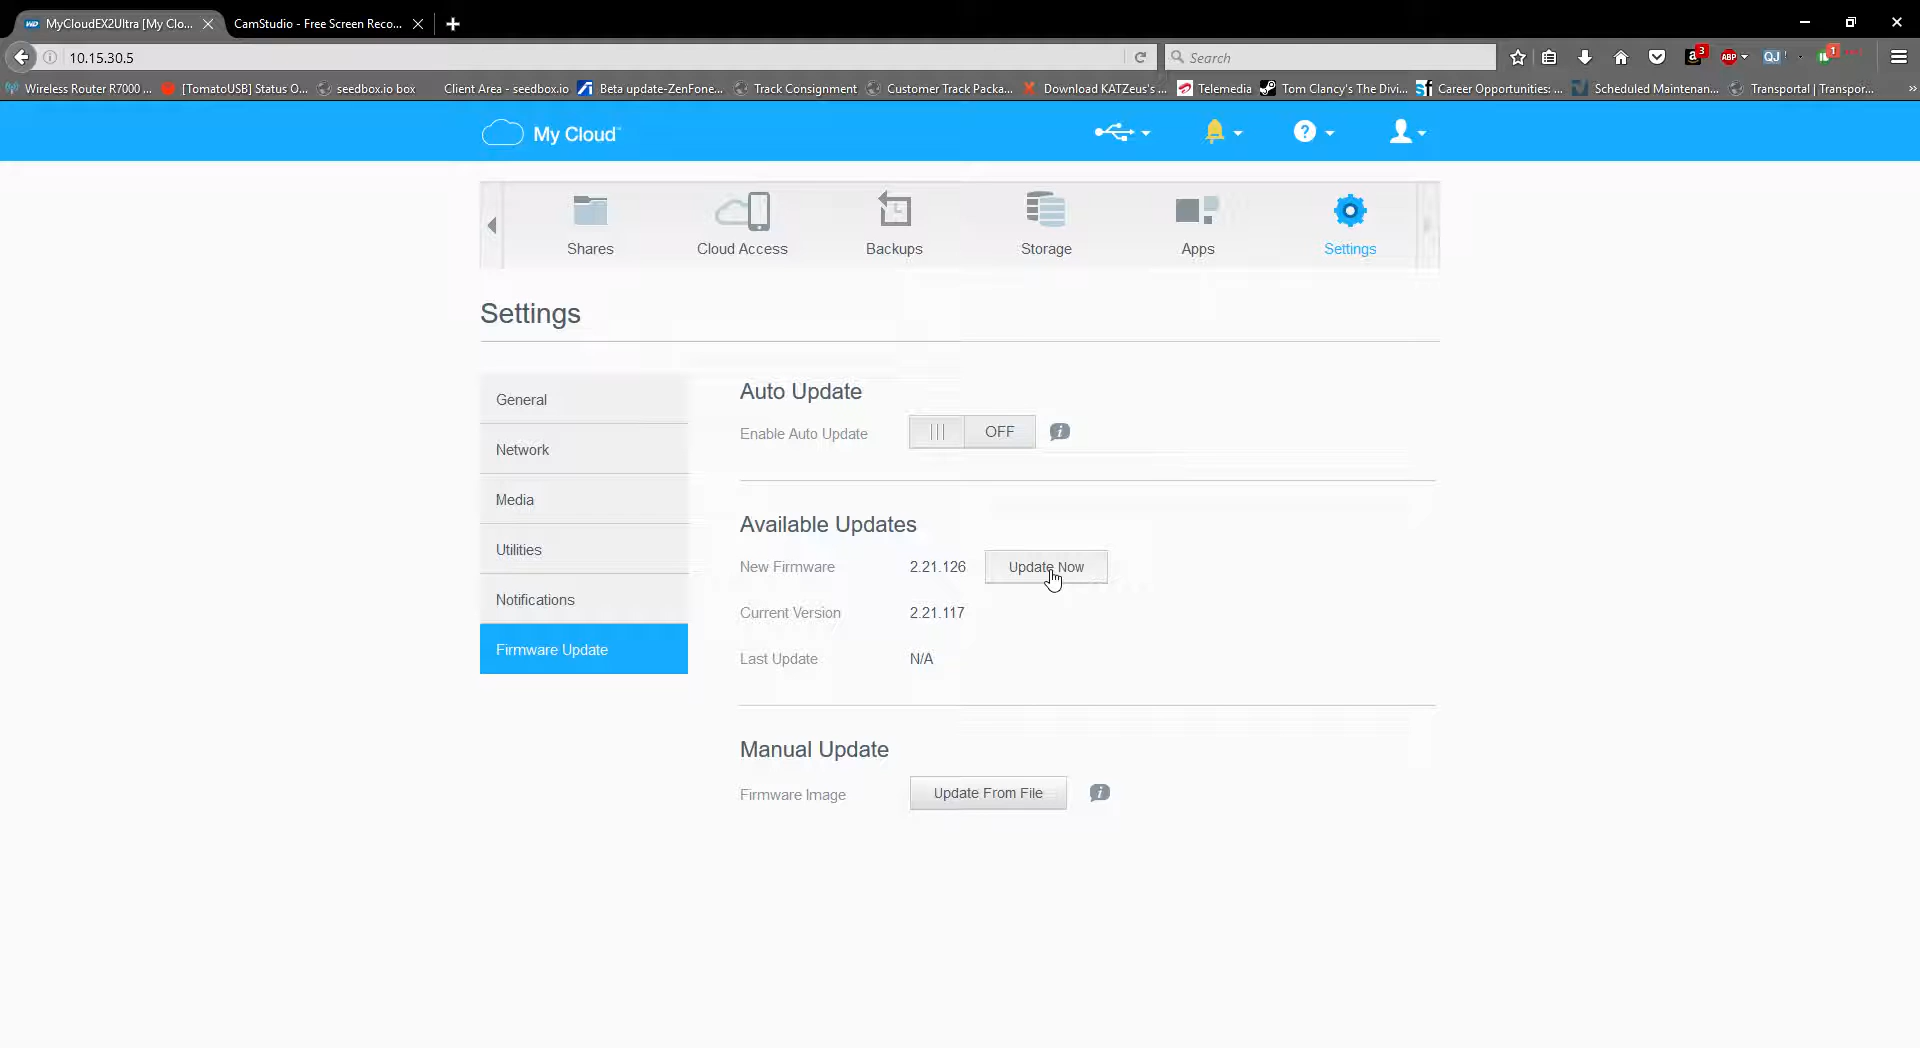 MyCloudEX2Ultra [My Clo...
CamStudio - Free Screen Reco...
10.15.30.5
Search
3
ABP
QJ
1
Wireless Router R7000 ...
[TomatoUSB] Status O...
seedbox.io box
Client Area - seedbox.io
Beta update-ZenFone...
Track Consignment
Customer Track Packa...
Download KATZeus's ...
Telemedia
Tom Clancy's The Divi...
Career Opportunities: ...
Scheduled Maintenan...
Transportal | Transpor...
My Cloud
Shares
Cloud Access
Backups
Storage
Apps
Settings
Settings
General
Network
Media
Utilities
Notifications
Firmware Update
Auto Update
Enable Auto Update
OFF
Available Updates
New Firmware
2.21.126
Update Now
Current Version
2.21.117
Last Update
N/A
Manual Update
Firmware Image
Update From File